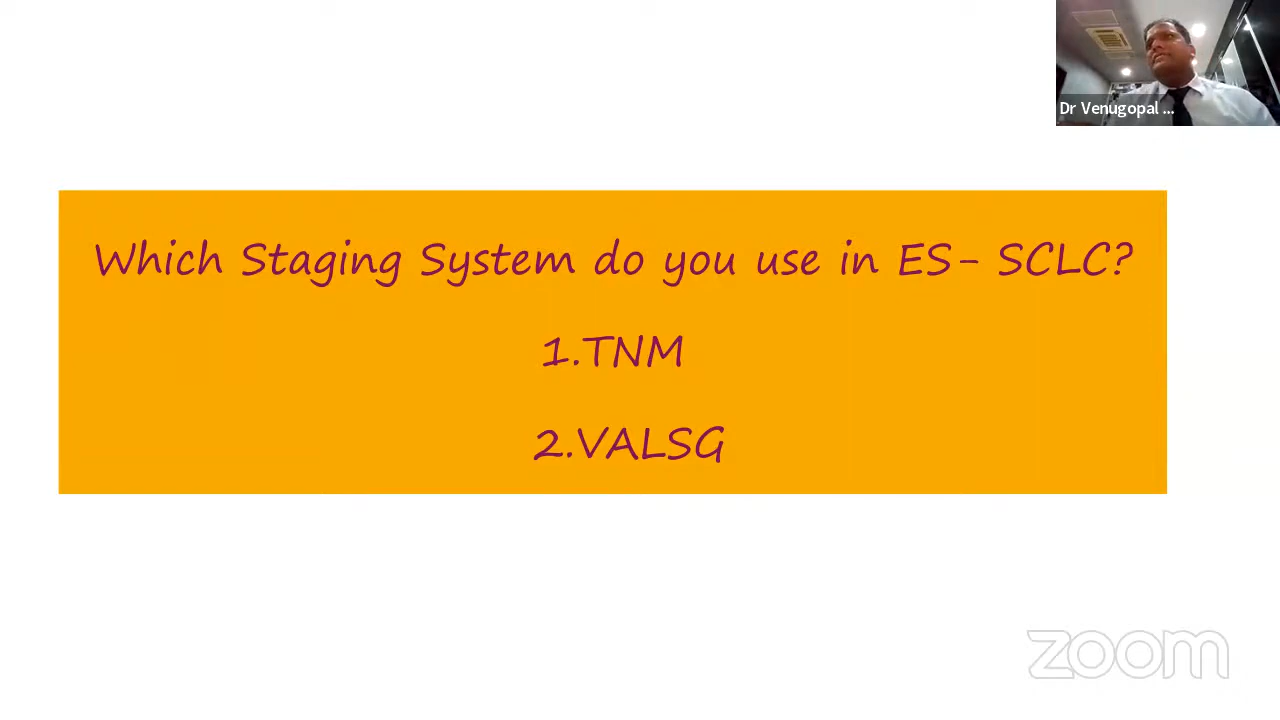 Dr Venugopal ...
Which Staging System do you use in ES- SCLC?
1.TNM
2.VALSG
zoom